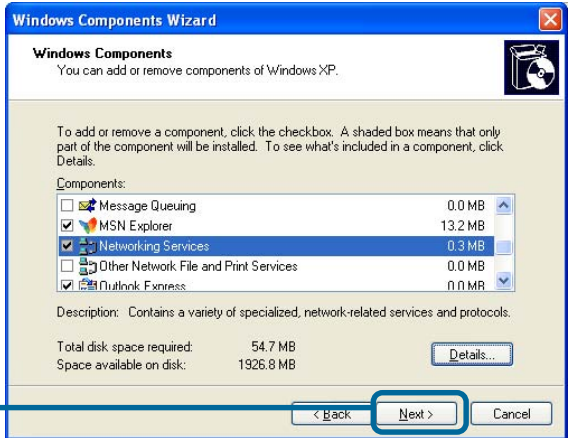 Windows Components Wizard
Windows Components
You can add or remove components of Windows XP.
To add or remove a component, click the checkbox. A shaded box means that only
part of the component will be installed. To see what's included in a component, click
Details.
Components:
Message Queuing 0.0 MB
MSN Explorer 13.2 MB
Networking Services 0.3 MB
Other Network File and Print Services 0.0 MB
Outlook Express 0.0 MB
Description: Contains a variety of specialized, network-related services and protocols.
Total disk space required: 54.7 MB
Details...
Space available on disk: 1926.8 MB
< Back Next > Cancel